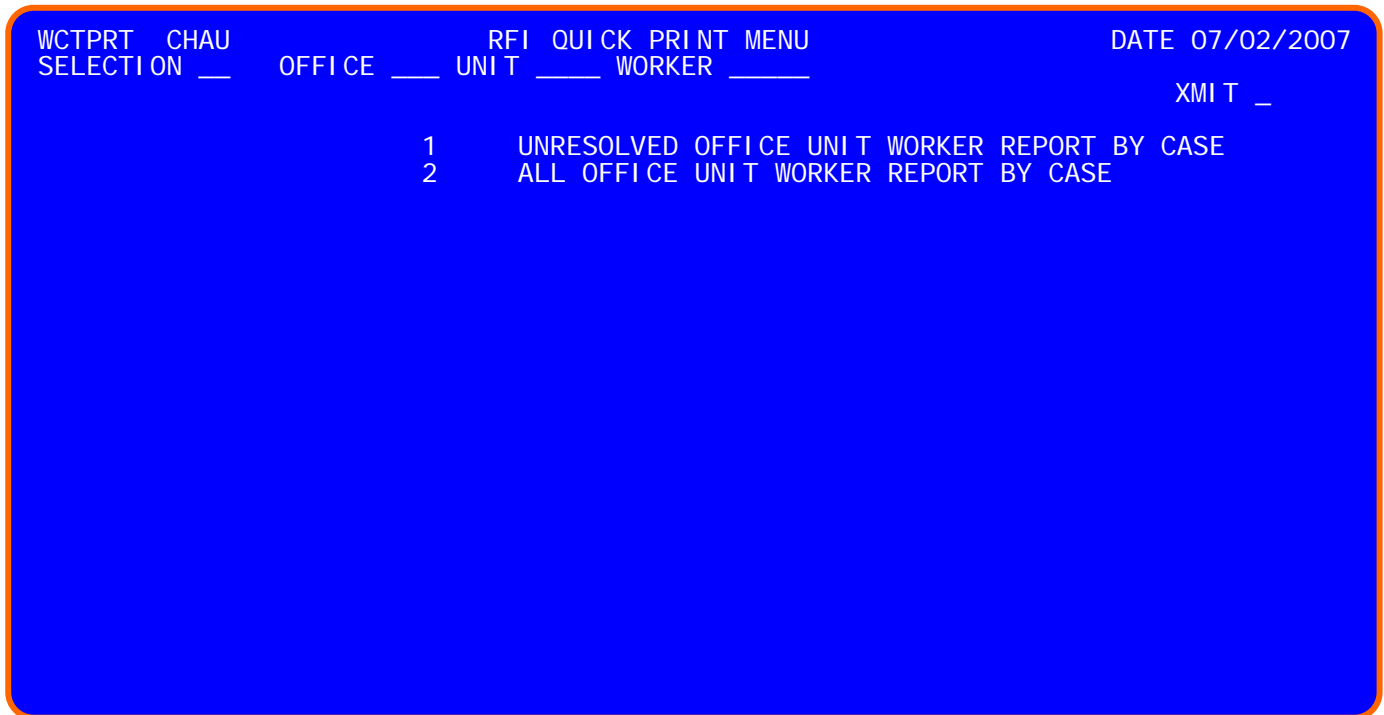 WCTPRT CHAU RFI QUICK PRINT MENU DATE 07/02/2007
SELECTION __ OFFICE ___ UNIT ____ WORKER _____
XMIT _
1 UNRESOLVED OFFICE UNIT WORKER REPORT BY CASE
2 ALL OFFICE UNIT WORKER REPORT BY CASE